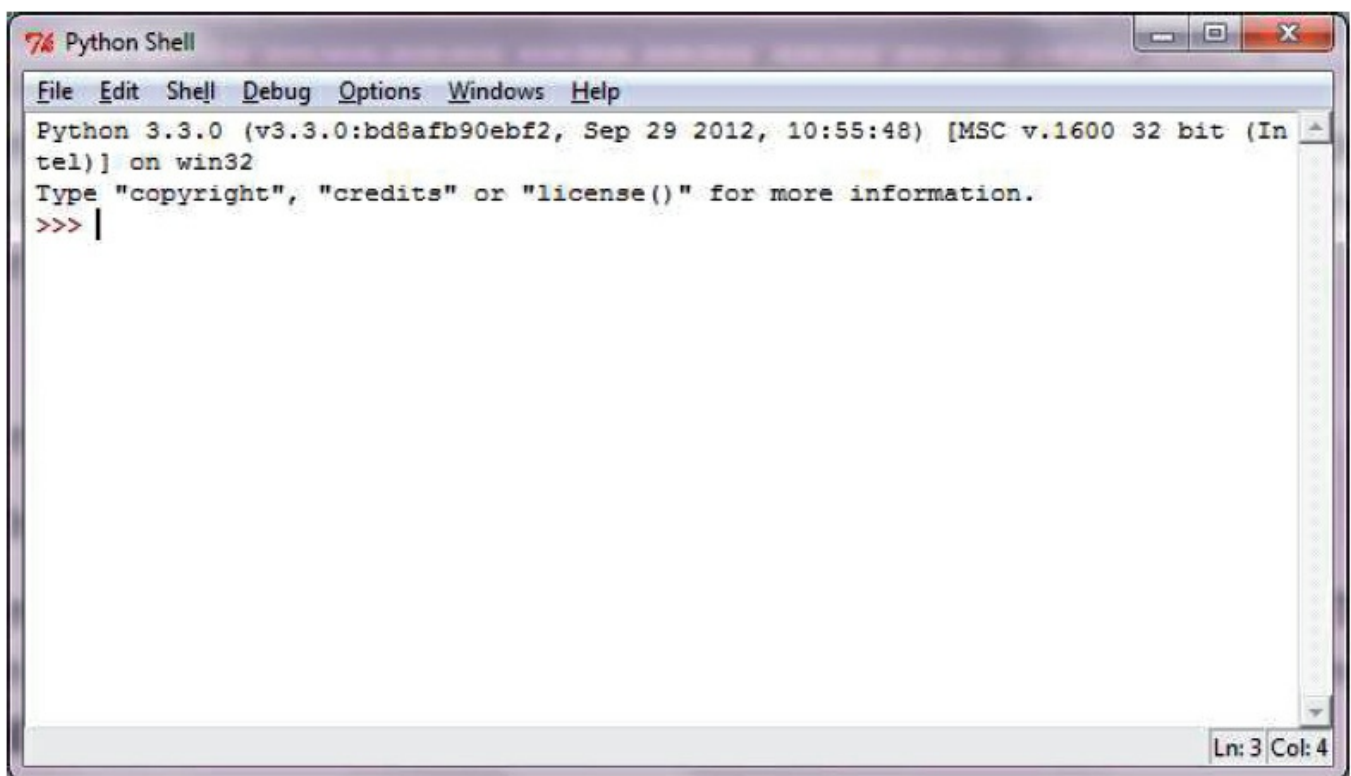 Python Shell
File Edit Shell Debug Options Windows Help
Python 3.3.0 (v3.3.0:bd8afb90ebf2, Sep 29 2012, 10:55:48) [MSC v.1600 32 bit (In
tel)] on win32
Type "copyright", "credits" or "license()" for more information.
>>>
Ln: 3 Col: 4